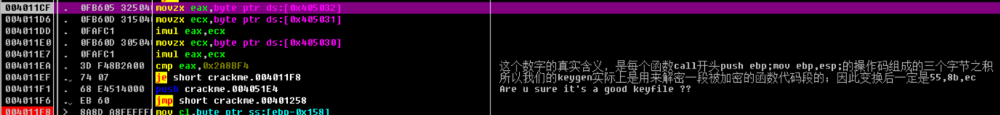 004011CF . 0FB605 32504 movzx eax,byte ptr ds:[0x405032]
004011D6 . 0FB60D 31504 movzx ecx,byte ptr ds:[0x405031]
004011DD . 0FAFC1 imul eax,ecx
004011E0 . 0FB60D 30504 movzx ecx,byte ptr ds:[0x405030]
004011E7 . 0FAFC1 imul eax,ecx
004011EA . 3D F48B2A00 cmp eax,0x2A8BF4 这个数字的真实含义,是每个函数call开头push ebp;mov ebp,esp;的操作码组成的三个字节之积
004011EF .⌄ 74 07 je short crackme.004011F8 所以我们的keygen实际上是用来解密一段被加密的函数代码段的;因此变换后一定是55,8b,ec
004011F1 . 68 E4514000 push crackme.004051E4 Are u sure it's a good keyfile ??
004011F6 .⌄ EB 60 jmp short crackme.00401258
004011F8 > 8A8D A8FEFFF mov cl,byte ptr ss:[ebp-0x158]